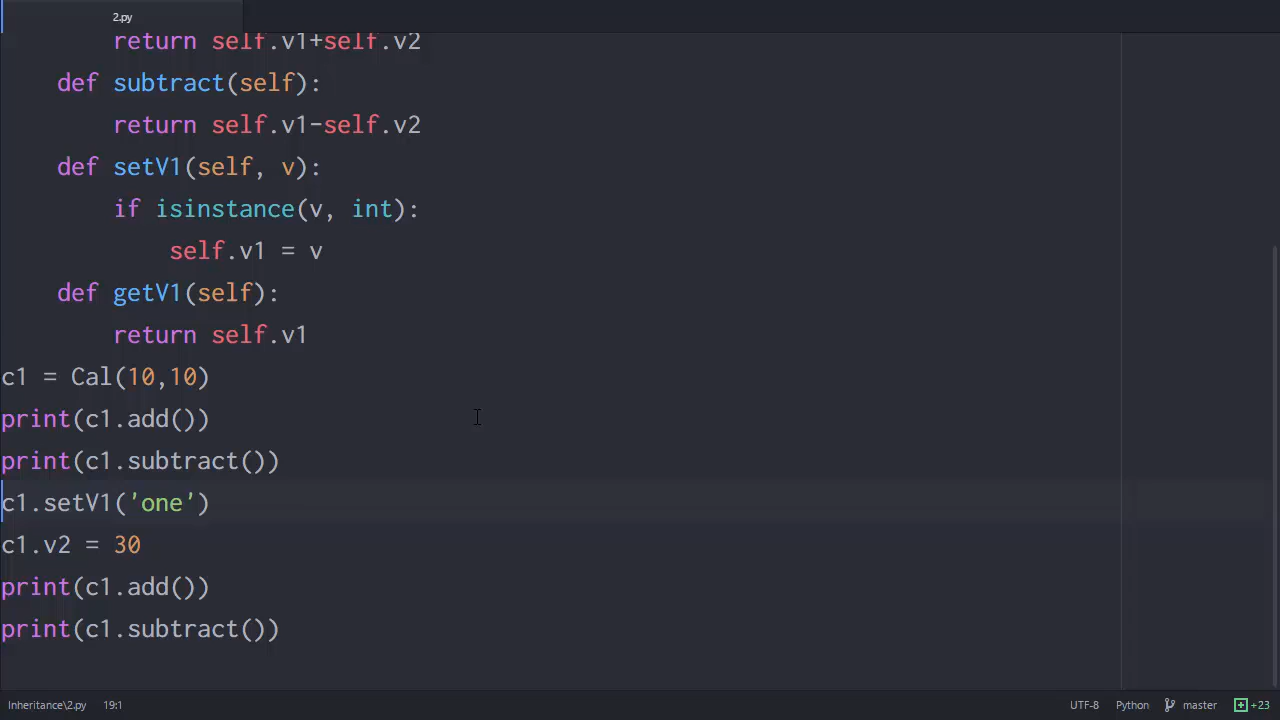 2.py
return self.v1+self.v2
def subtract(self):
return self.v1-self.v2
def setV1(self, v):
if isinstance(v, int):
self.v1 = v
def getV1(self):
return self.v1
c1 = Cal(10,10)
print(c1.add())
print(c1.subtract())
c1.setV1('one')
c1.v2 = 30
print(c1.add())
print(c1.subtract())
Inheritance\2.py 19:1 UTF-8 Python master +23